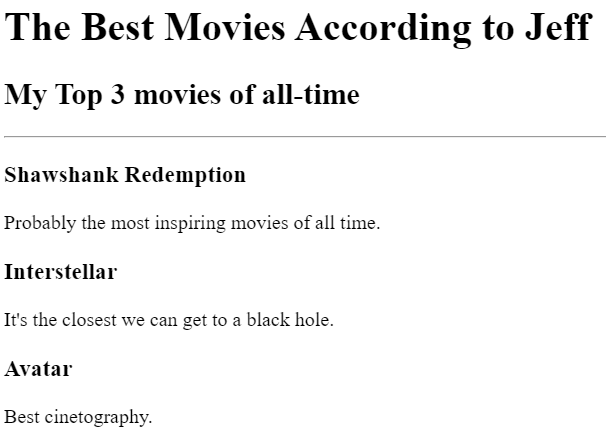 The Best Movies According to Jeff
My Top 3 movies of all-time
Shawshank Redemption
Probably the most inspiring movies of all time.
Interstellar
It's the closest we can get to a black hole.
Avatar
Best cinetography.